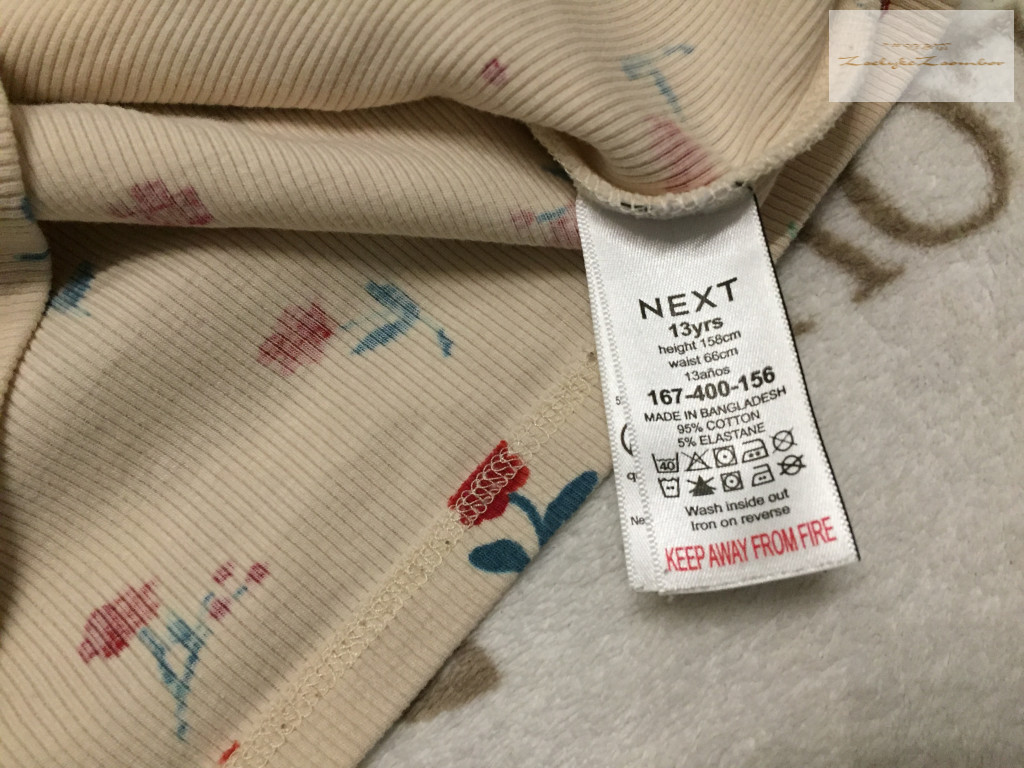 NEXT
13yrs
height 158cm
waist 66cm
13años
167-400-156
MADE IN BANGLADESH
95% COTTON
5% ELASTANE
40
Wash inside out
Iron on reverse
KEEP AWAY FROM FIRE